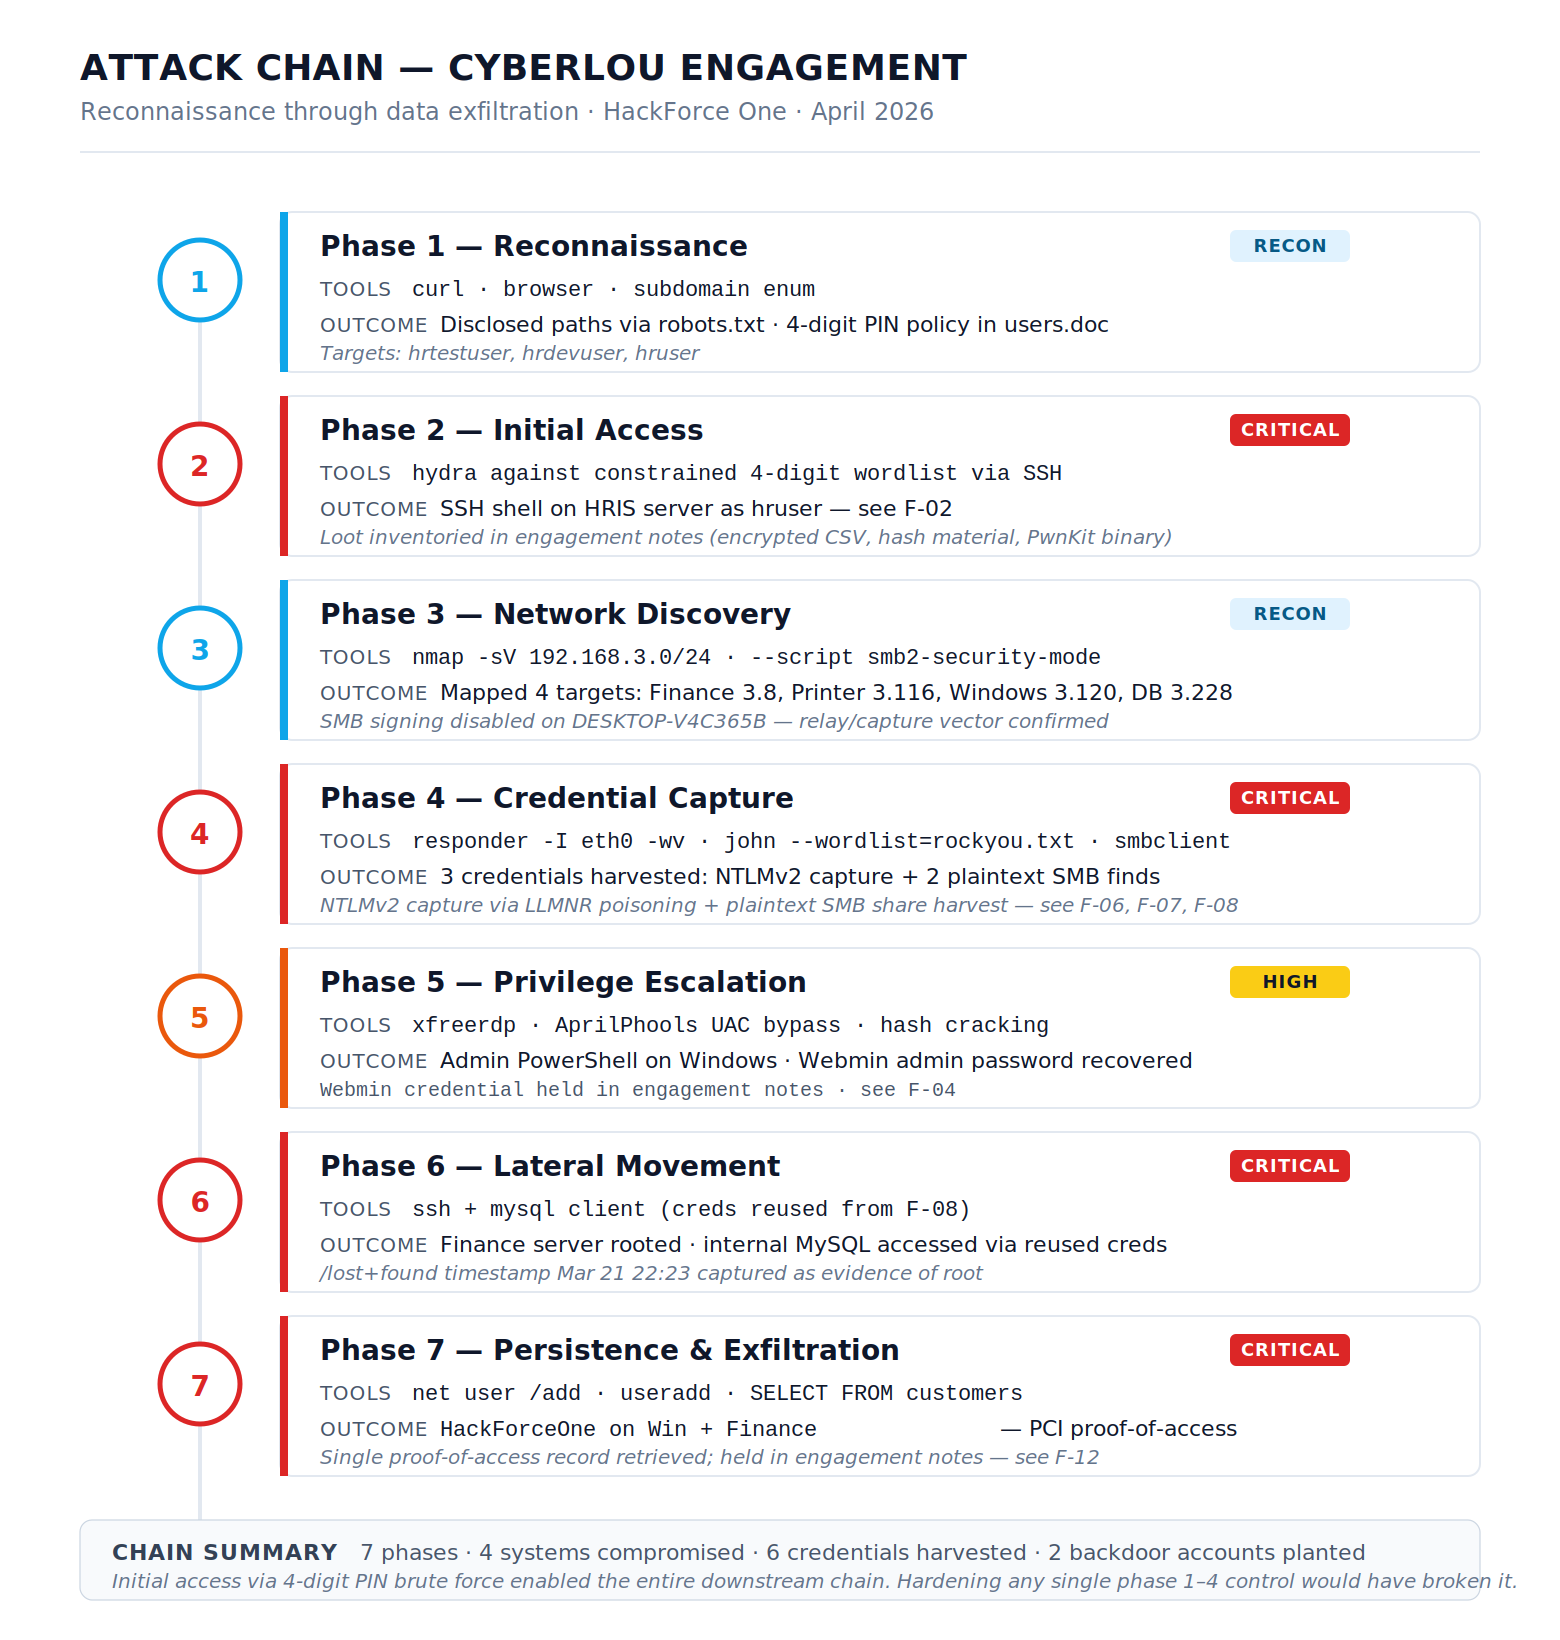 ATTACK CHAIN — CYBERLOU ENGAGEMENT
Reconnaissance through data exfiltration · HackForce One · April 2026
1
Phase 1 — Reconnaissance
RECON
TOOLS curl · browser · subdomain enum
OUTCOME Disclosed paths via robots.txt · 4-digit PIN policy in users.doc
Targets: hrtestuser, hrdevuser, hruser
2
Phase 2 — Initial Access
CRITICAL
TOOLS hydra against constrained 4-digit wordlist via SSH
OUTCOME SSH shell on HRIS server as hruser — see F-02
Loot inventoried in engagement notes (encrypted CSV, hash material, PwnKit binary)
3
Phase 3 — Network Discovery
RECON
TOOLS nmap -sV 192.168.3.0/24 · --script smb2-security-mode
OUTCOME Mapped 4 targets: Finance 3.8, Printer 3.116, Windows 3.120, DB 3.228
SMB signing disabled on DESKTOP-V4C365B — relay/capture vector confirmed
4
Phase 4 — Credential Capture
CRITICAL
TOOLS responder -I eth0 -wv · john --wordlist=rockyou.txt · smbclient
OUTCOME 3 credentials harvested: NTLMv2 capture + 2 plaintext SMB finds
NTLMv2 capture via LLMNR poisoning + plaintext SMB share harvest — see F-06, F-07, F-08
5
Phase 5 — Privilege Escalation
HIGH
TOOLS xfreerdp · AprilPhools UAC bypass · hash cracking
OUTCOME Admin PowerShell on Windows · Webmin admin password recovered
Webmin credential held in engagement notes · see F-04
6
Phase 6 — Lateral Movement
CRITICAL
TOOLS ssh + mysql client (creds reused from F-08)
OUTCOME Finance server rooted · internal MySQL accessed via reused creds
/lost+found timestamp Mar 21 22:23 captured as evidence of root
7
Phase 7 — Persistence & Exfiltration
CRITICAL
TOOLS net user /add · useradd · SELECT FROM customers
OUTCOME HackForceOne on Win + Finance — PCI proof-of-access
Single proof-of-access record retrieved; held in engagement notes — see F-12
CHAIN SUMMARY 7 phases · 4 systems compromised · 6 credentials harvested · 2 backdoor accounts planted
Initial access via 4-digit PIN brute force enabled the entire downstream chain. Hardening any single phase 1–4 control would have broken it.